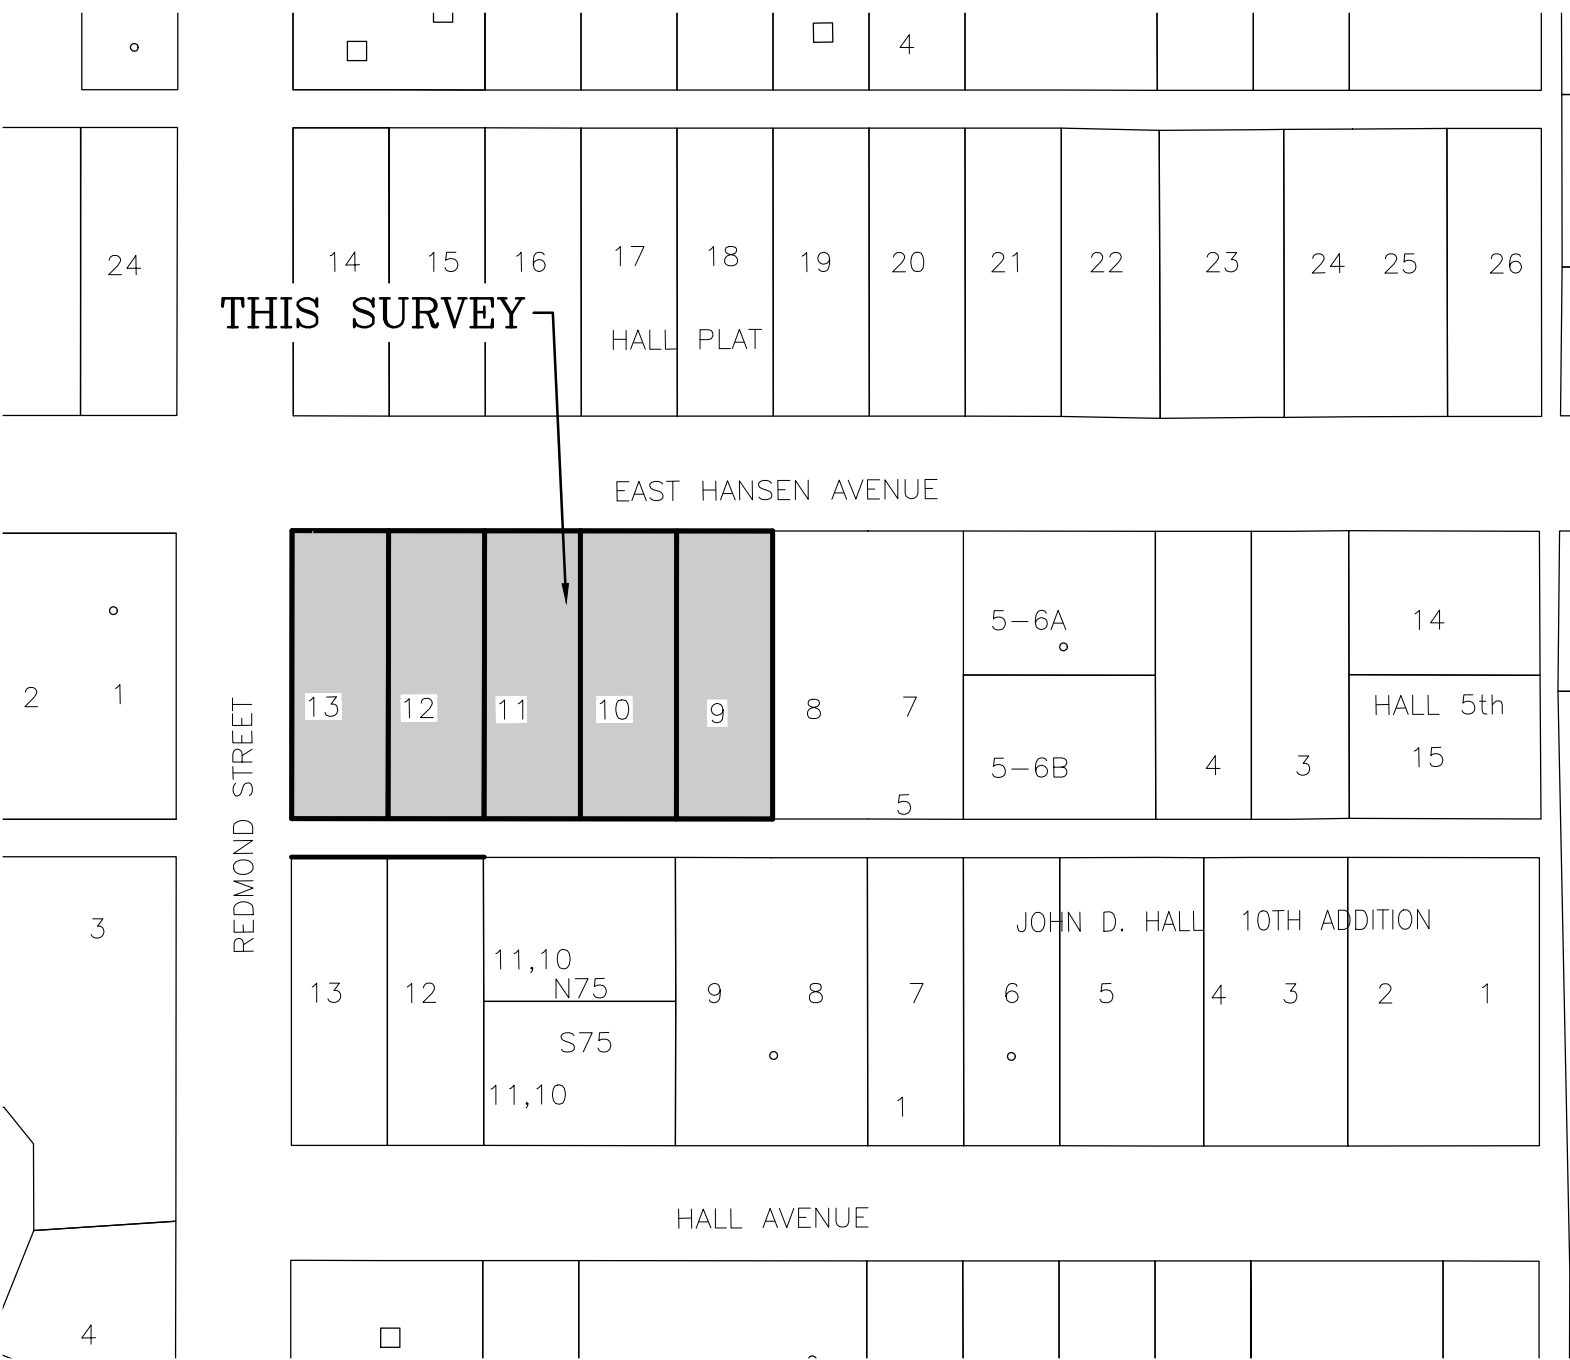 4
24
14 15 16 17 18 19 20 21 22 23 24 25 26
THIS SURVEY
HALL PLAT
EAST HANSEN AVENUE
5-6A
14
2 1
13 12 11 10 9 8 7
HALL 5th
5-6B
4 3
15
5
REDMOND STREET
3
JOHN D. HALL 10TH ADDITION
11,10
N75
13 12
9 8 7 6 5 4 3 2 1
S75
11,10
1
HALL AVENUE
4